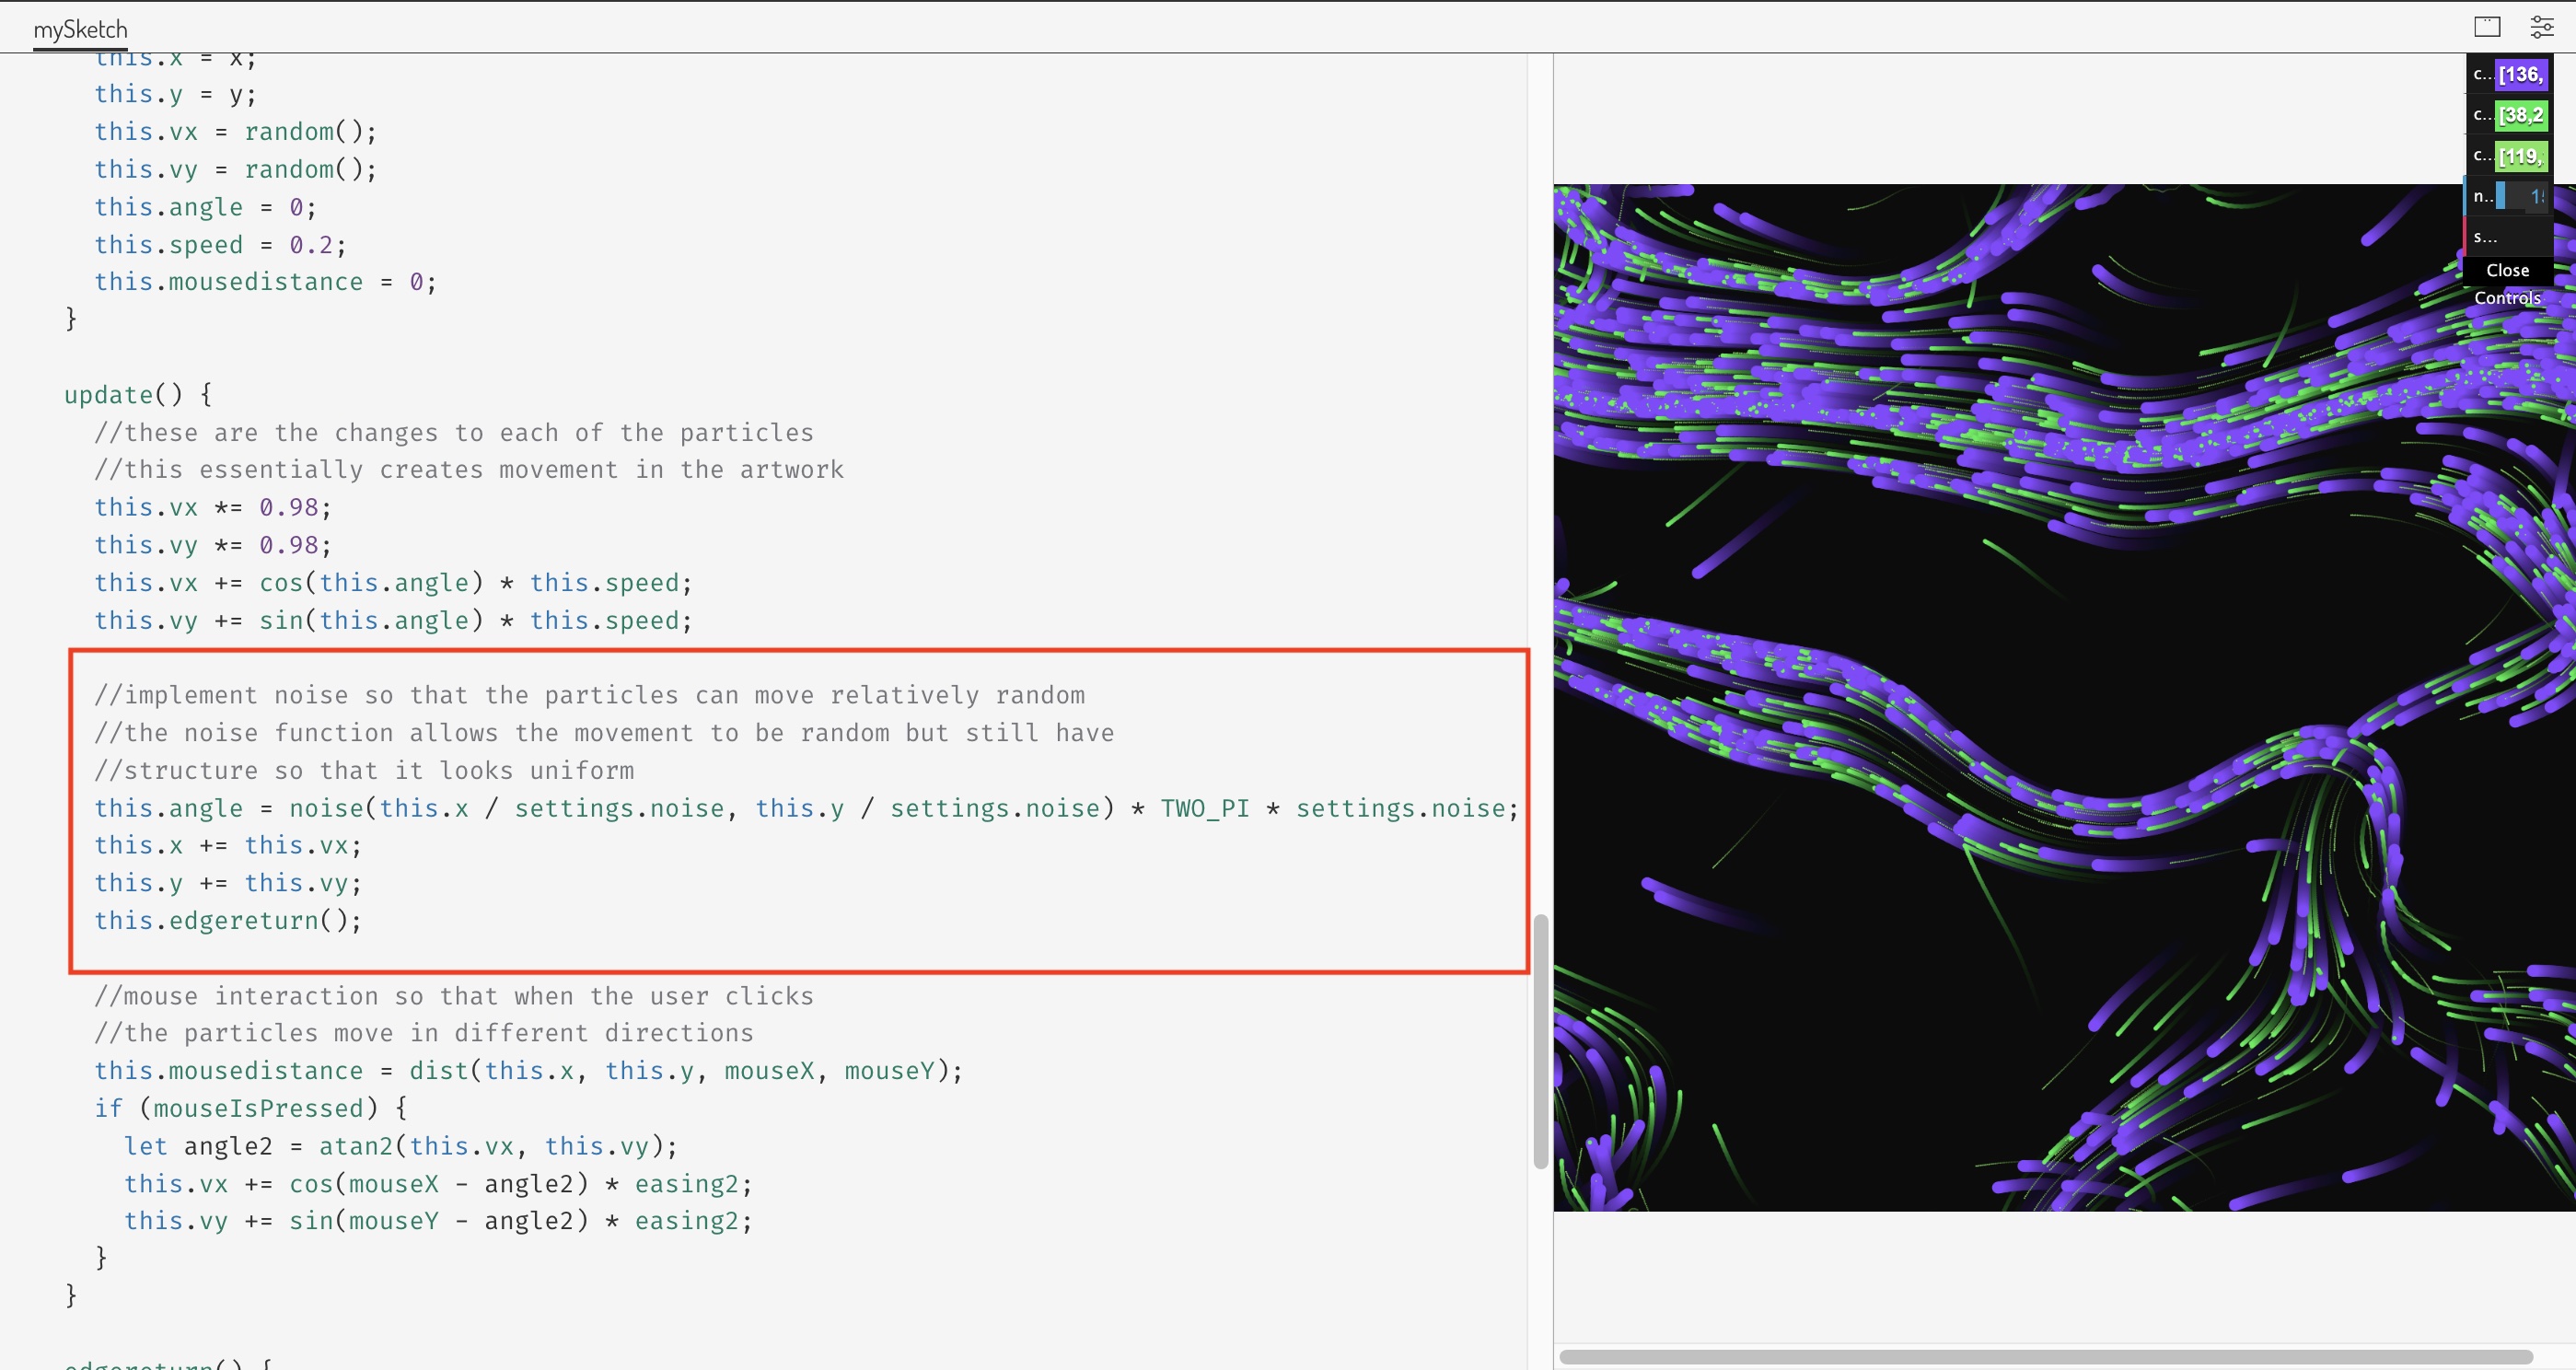 mySketch
this.x = x;
this.y = y;
this.vx = random();
this.vy = random();
this.angle = 0;
this.speed = 0.2;
this.mousedistance = 0;
}
update() {
//these are the changes to each of the particles
//this essentially creates movement in the artwork
this.vx *= 0.98;
this.vy *= 0.98;
this.vx += cos(this.angle) * this.speed;
this.vy += sin(this.angle) * this.speed;
//implement noise so that the particles can move relatively random
//the noise function allows the movement to be random but still have
//structure so that it looks uniform
this.angle = noise(this.x / settings.noise, this.y / settings.noise) * TWO_PI * settings.noise;
this.x += this.vx;
this.y += this.vy;
this.edgereturn();
//mouse interaction so that when the user clicks
//the particles move in different directions
this.mousedistance = dist(this.x, this.y, mouseX, mouseY);
if (mouseIsPressed) {
let angle2 = atan2(this.vx, this.vy);
this.vx += cos(mouseX - angle2) * easing2;
this.vy += sin(mouseY - angle2) * easing2;
}
}
edgereturn() {
c... [136,
c... [38,2
c... [119,
n...
s...
Close
Controls